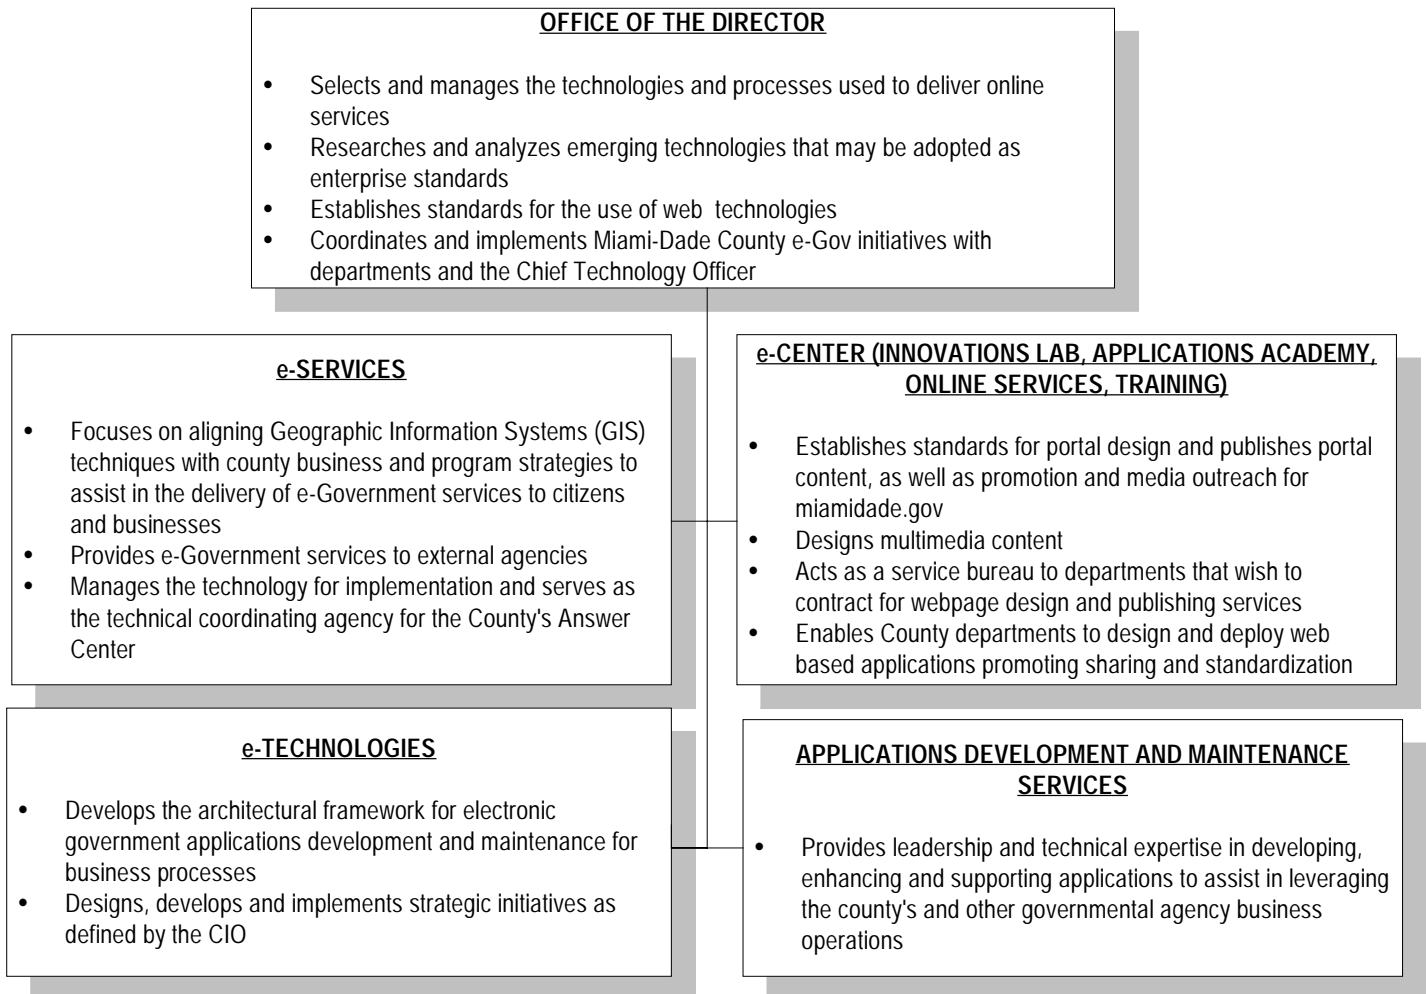 OFFICE OF THE DIRECTOR
• Selects and manages the technologies and processes used to deliver online
services
• Researches and analyzes emerging technologies that may be adopted as
enterprise standards
• Establishes standards for the use of web technologies
• Coordinates and implements Miami-Dade County e-Gov initiatives with
departments and the Chief Technology Officer
e-SERVICES
• Focuses on aligning Geographic Information Systems (GIS)
techniques with county business and program strategies to
assist in the delivery of e-Government services to citizens
and businesses
• Provides e-Government services to external agencies
• Manages the technology for implementation and serves as
the technical coordinating agency for the County's Answer
Center
e-CENTER (INNOVATIONS LAB, APPLICATIONS ACADEMY,
ONLINE SERVICES, TRAINING)
• Establishes standards for portal design and publishes portal
content, as well as promotion and media outreach for
miamidade.gov
• Designs multimedia content
• Acts as a service bureau to departments that wish to
contract for webpage design and publishing services
• Enables County departments to design and deploy web
based applications promoting sharing and standardization
e-TECHNOLOGIES
• Develops the architectural framework for electronic
government applications development and maintenance for
business processes
• Designs, develops and implements strategic initiatives as
defined by the CIO
APPLICATIONS DEVELOPMENT AND MAINTENANCE
SERVICES
• Provides leadership and technical expertise in developing,
enhancing and supporting applications to assist in leveraging
the county's and other governmental agency business
operations